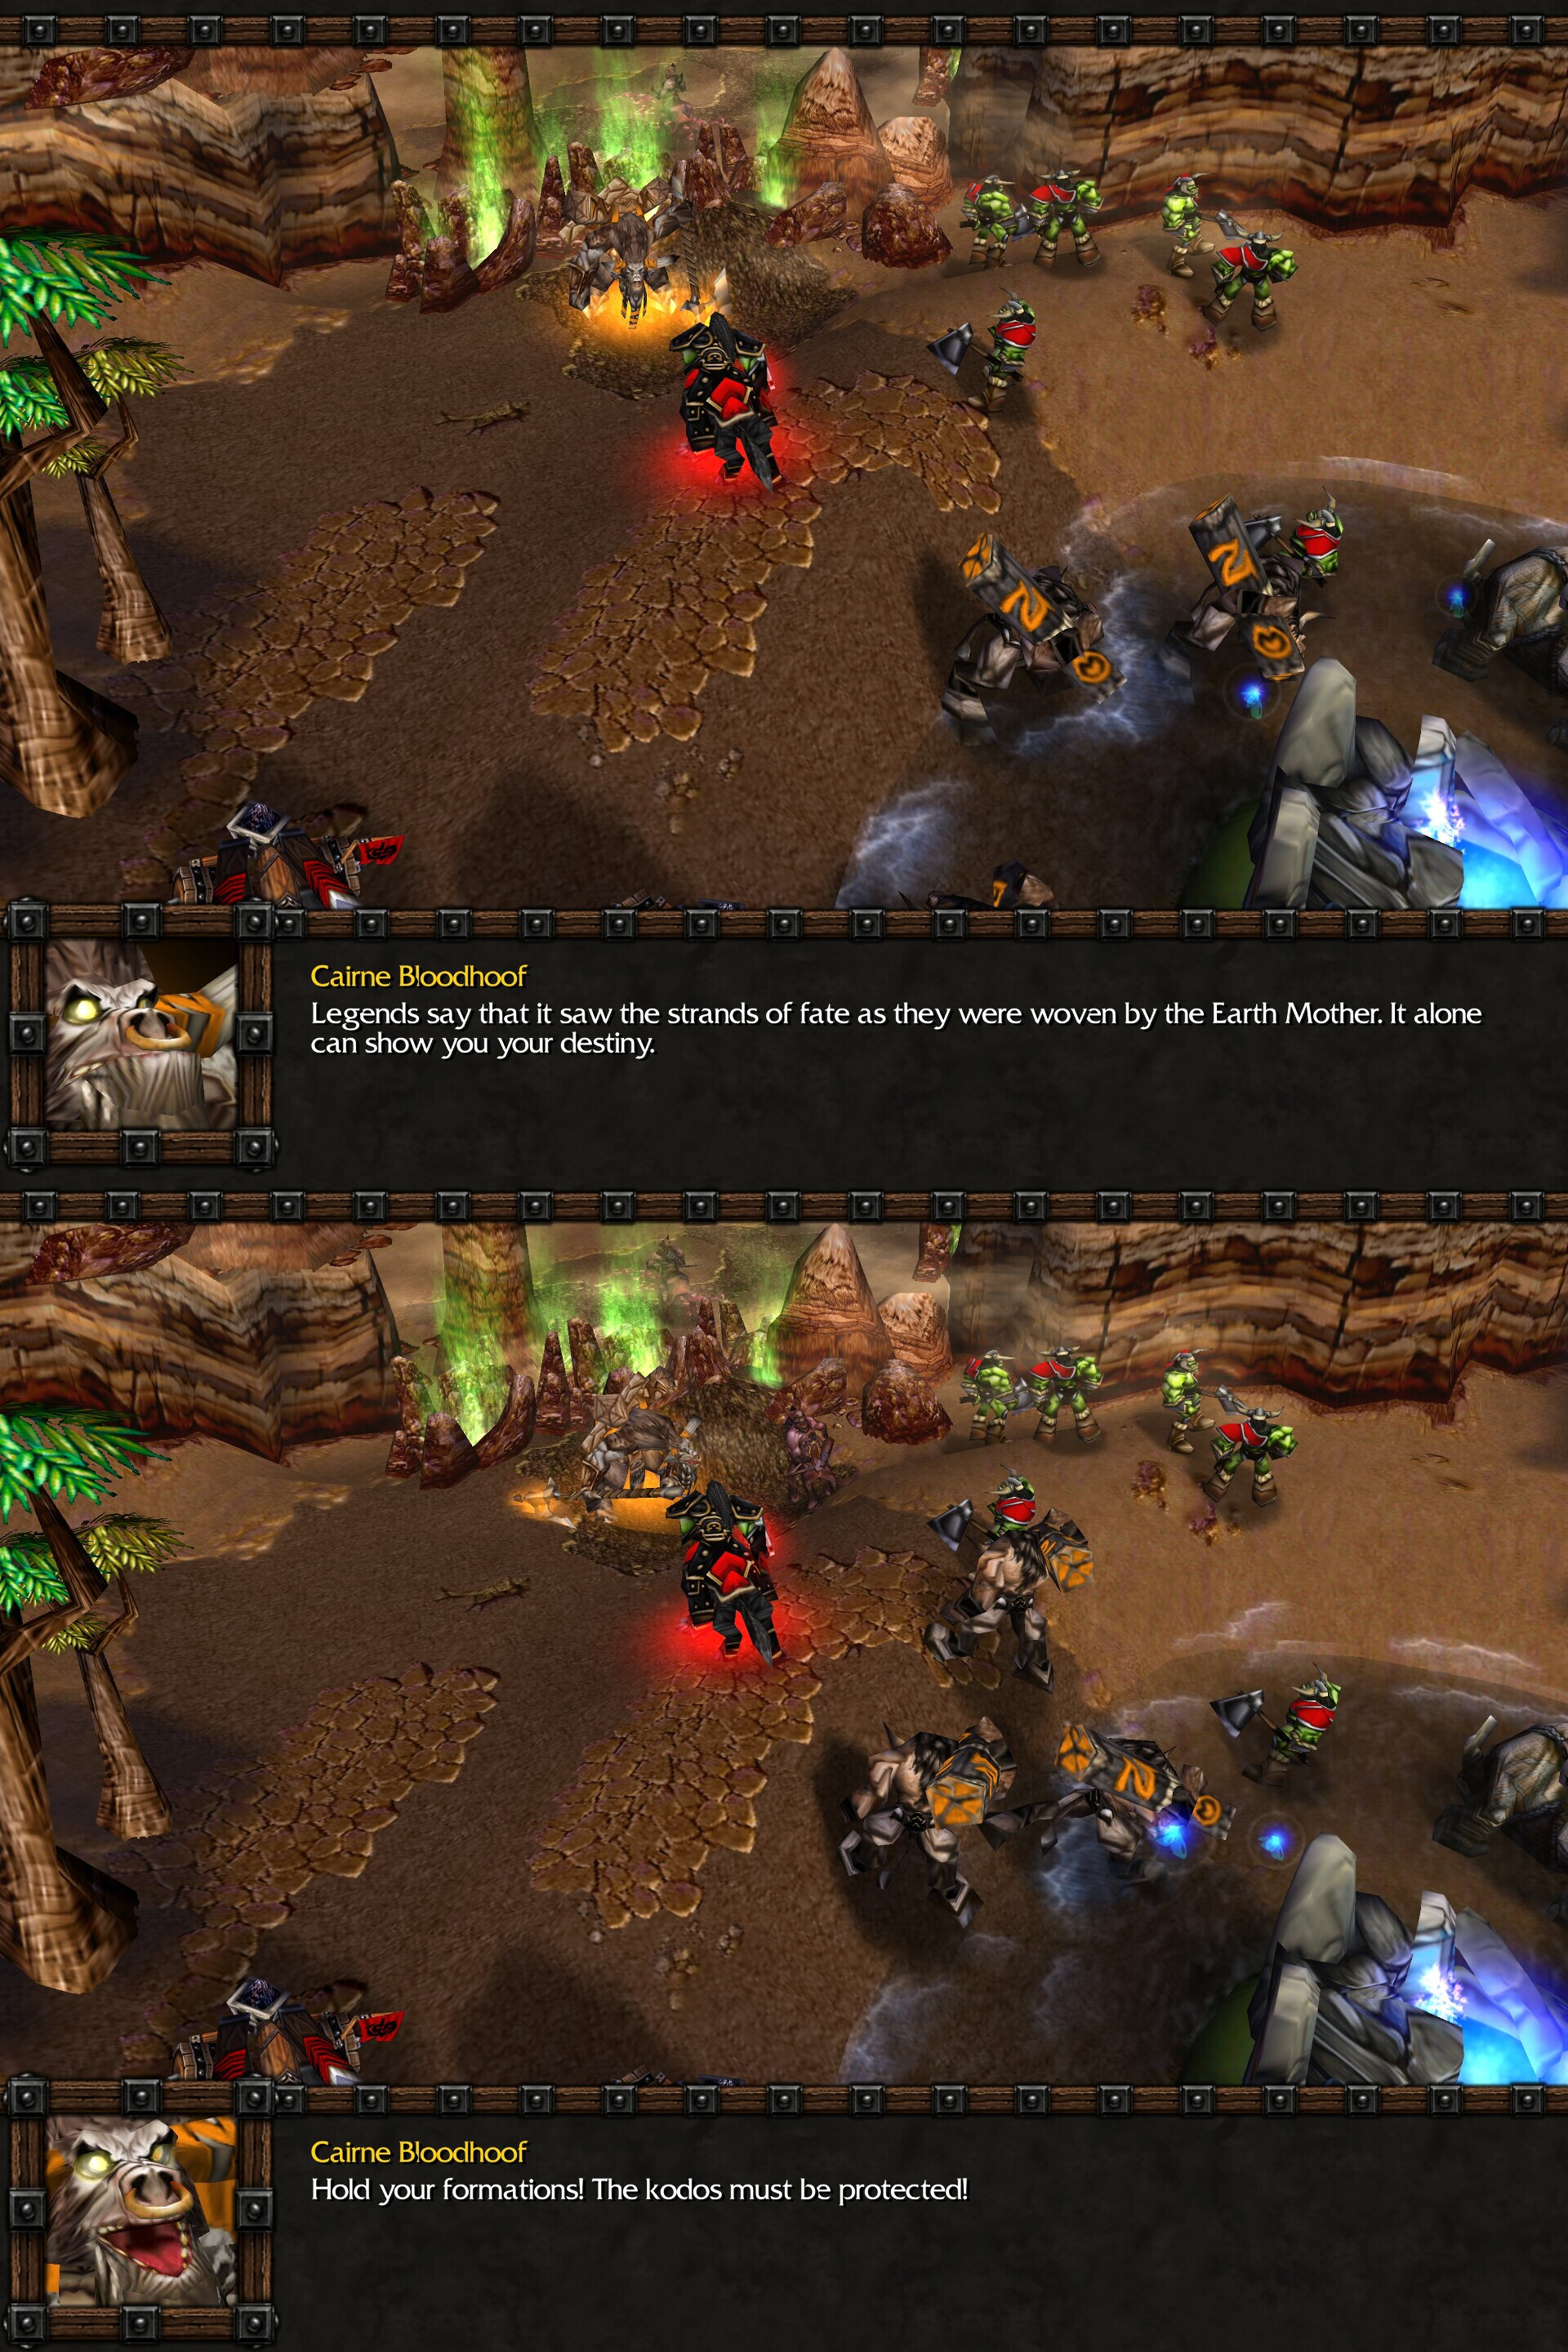 Cairne Bloodhoof
Legends say that it saw the strands of fate as they were woven by the Earth Mother. It alone
can show you your destiny.
Cairne Bloodhoof
Hold your formations! The kodos must be protected!